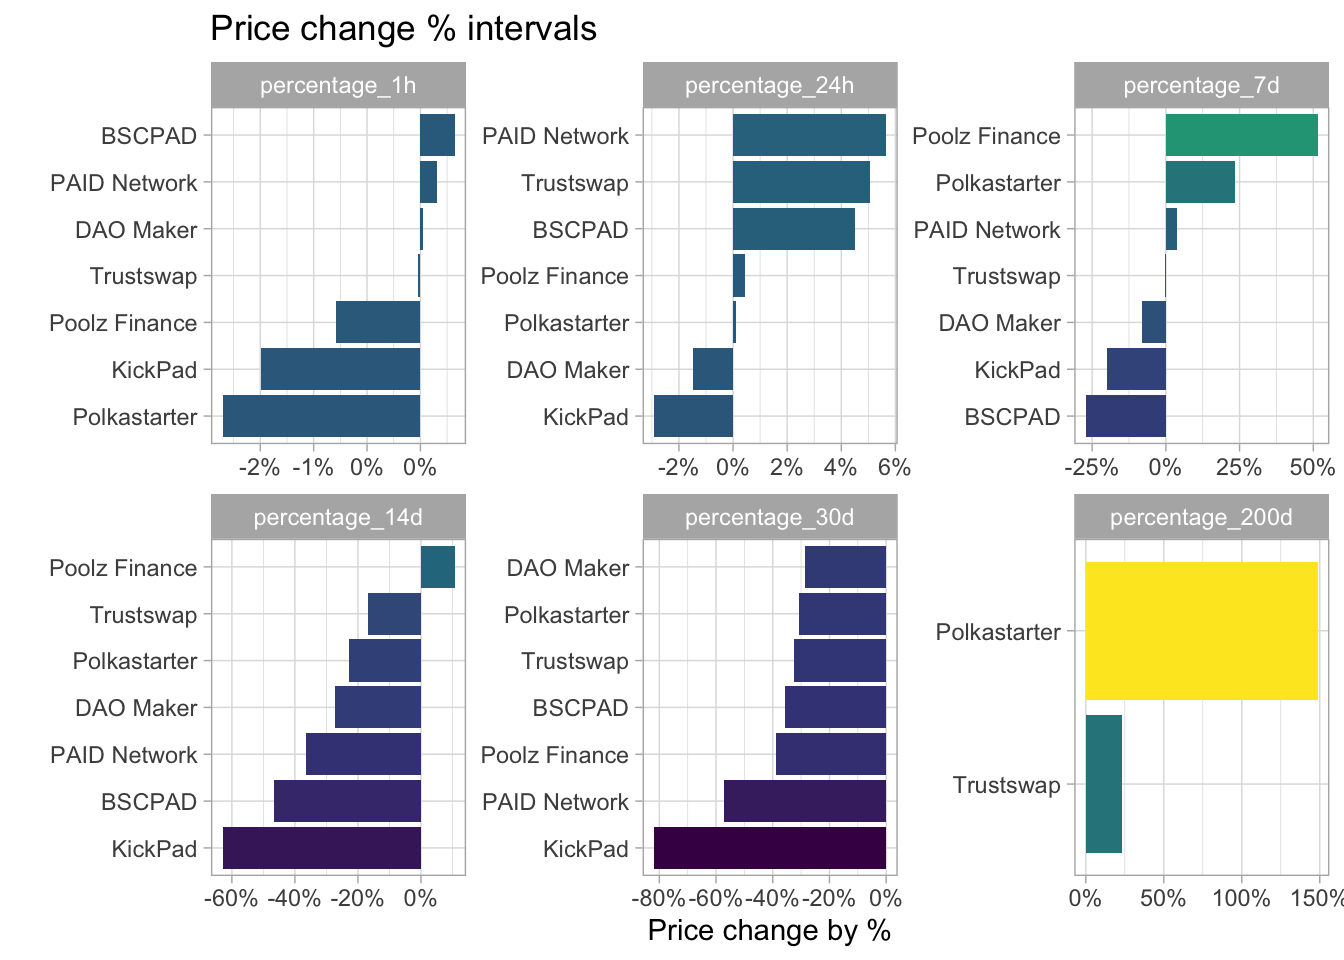 Price change % intervals
percentage_1h
BSCPAD
PAID Network
DAO Maker
Trustswap
Poolz Finance
KickPad
Polkastarter
-2% -1% 0% 0%
percentage_24h
PAID Network
Trustswap
BSCPAD
Poolz Finance
Polkastarter
DAO Maker
KickPad
-2% 0% 2% 4% 6%
percentage_7d
Poolz Finance
Polkastarter
PAID Network
Trustswap
DAO Maker
KickPad
BSCPAD
-25% 0% 25% 50%
percentage_14d
Poolz Finance
Trustswap
Polkastarter
DAO Maker
PAID Network
BSCPAD
KickPad
-60% -40% -20% 0%
percentage_30d
DAO Maker
Polkastarter
Trustswap
BSCPAD
Poolz Finance
PAID Network
KickPad
-80% -60% -40% -20% 0%
percentage_200d
Polkastarter
Trustswap
0% 50% 100% 150%
Price change by %